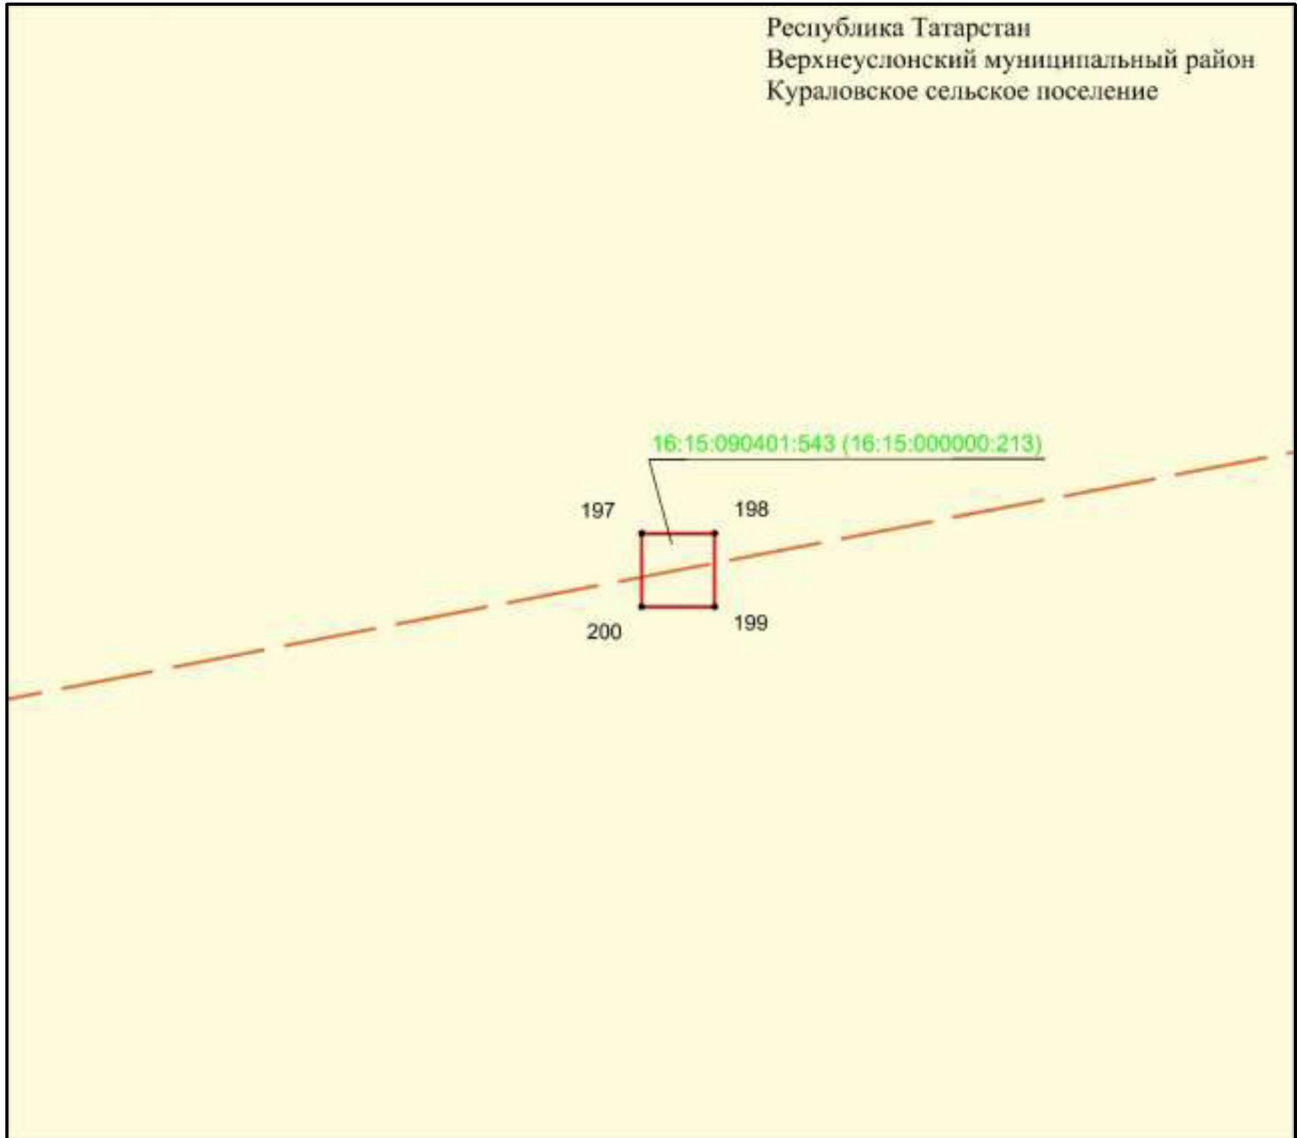 Республика Татарстан
Верхнеуслонский муниципальный район
Кураловское сельское поселение
16:15:090401:543 (16:15:000000:213)
197
198
200
199